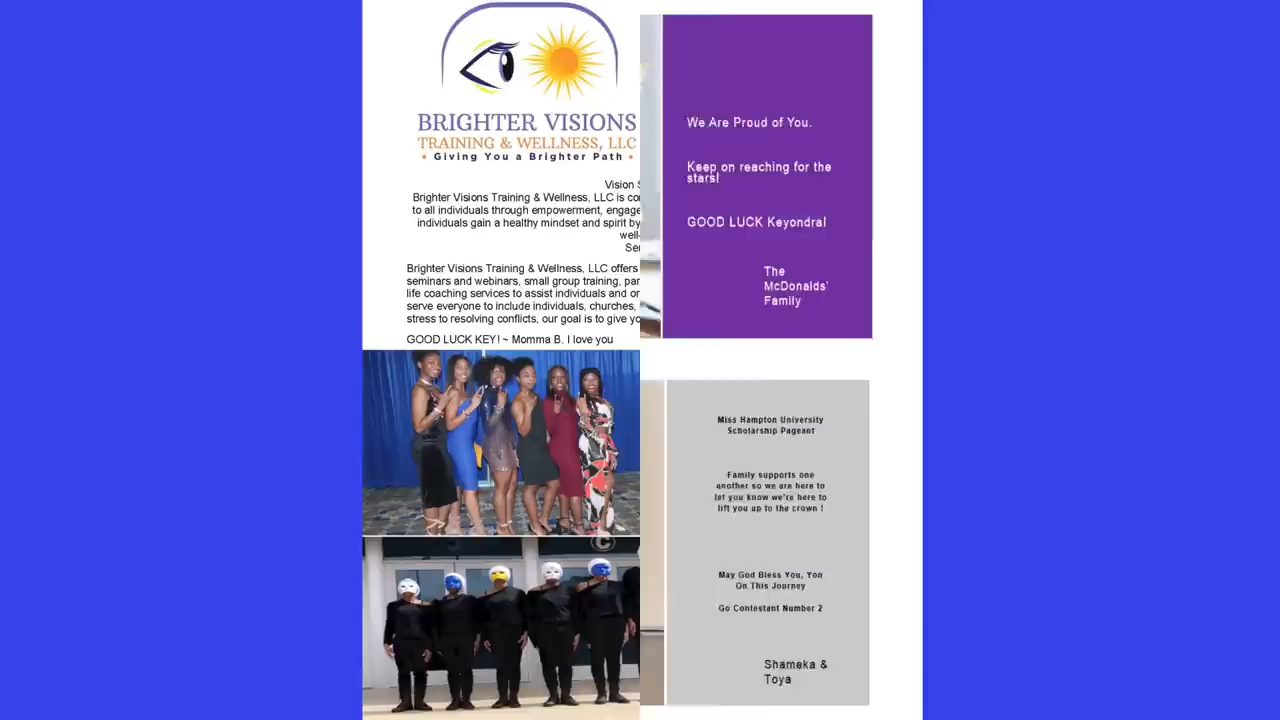 BRIGHTER VISIONS
TRAINING & WELLNESS, LLC
• Giving You a Brighter Path •
Vision
Brighter Visions Training & Wellness, LLC is
to all individuals through empowerment,
individuals gain a healthy mindset and spirit by
well-
Brighter Visions Training & Wellness, LLC offers
seminars and webinars, small group training,
life coaching services to assist individuals and
serve everyone to include individuals, churches,
stress to resolving conflicts, our goal is to give
GOOD LUCK KEY! ~ Momma B. I love you
©
We Are Proud of You.
Keep on reaching for the
stars!
GOOD LUCK Keyondra!
The
McDonalds'
Family
Miss Hampton University
Scholarship Pageant
Family supports one
another so we are here to
let you know we're here to
lift you up to the crown !
May God Bless You, Yon
On This Journey
Go Contestant Number 2
Shameka &
Toya